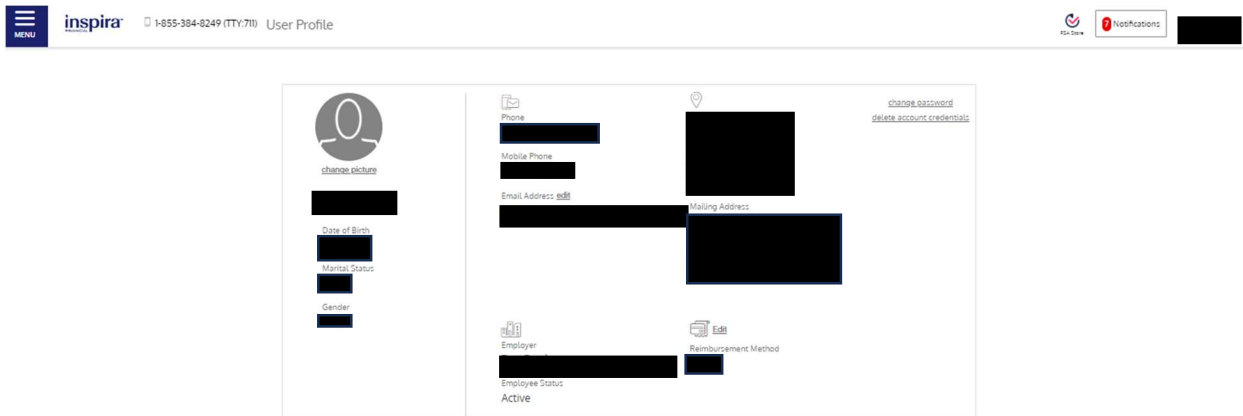 MENU
inspira
FINANCIAL
1-855-384-8249 (TTY:711)
User Profile
FSA Store
7 Notifications
change picture
Date of Birth
Marital Status
Gender
Phone
Mobile Phone
Email Address edit
Mailing Address
change password
delete account credentials
Employer
Employee Status
Active
Edit
Reimbursement Method